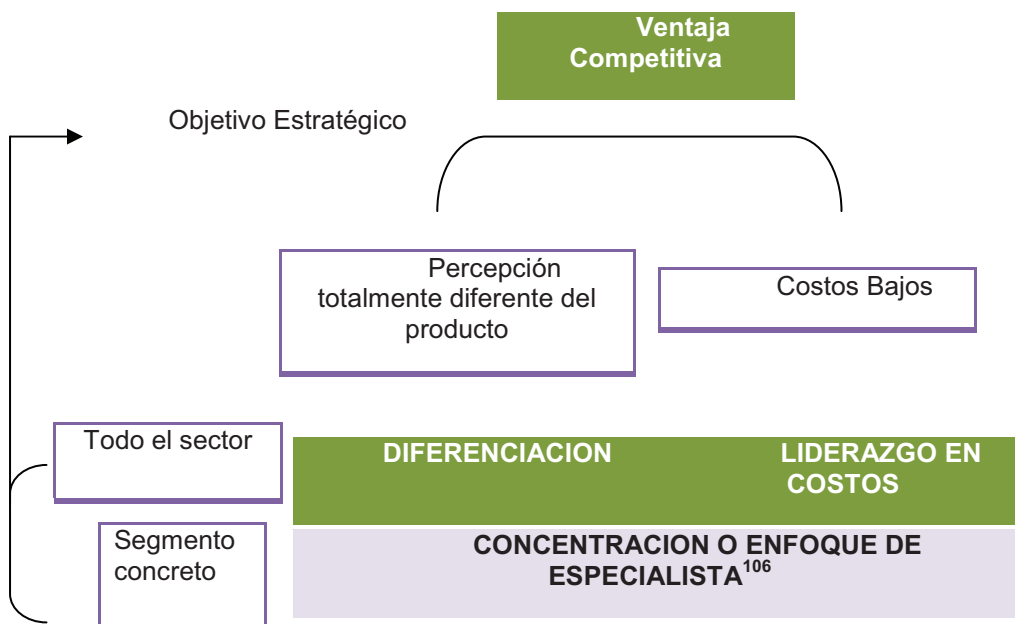 Ventaja
Competitiva
Objetivo Estratégico
Percepción
totalmente diferente del
producto
Costos Bajos
Todo el sector
DIFERENCIACION
LIDERAZGO EN
COSTOS
Segmento
concreto
CONCENTRACION O ENFOQUE DE
ESPECIALISTA106